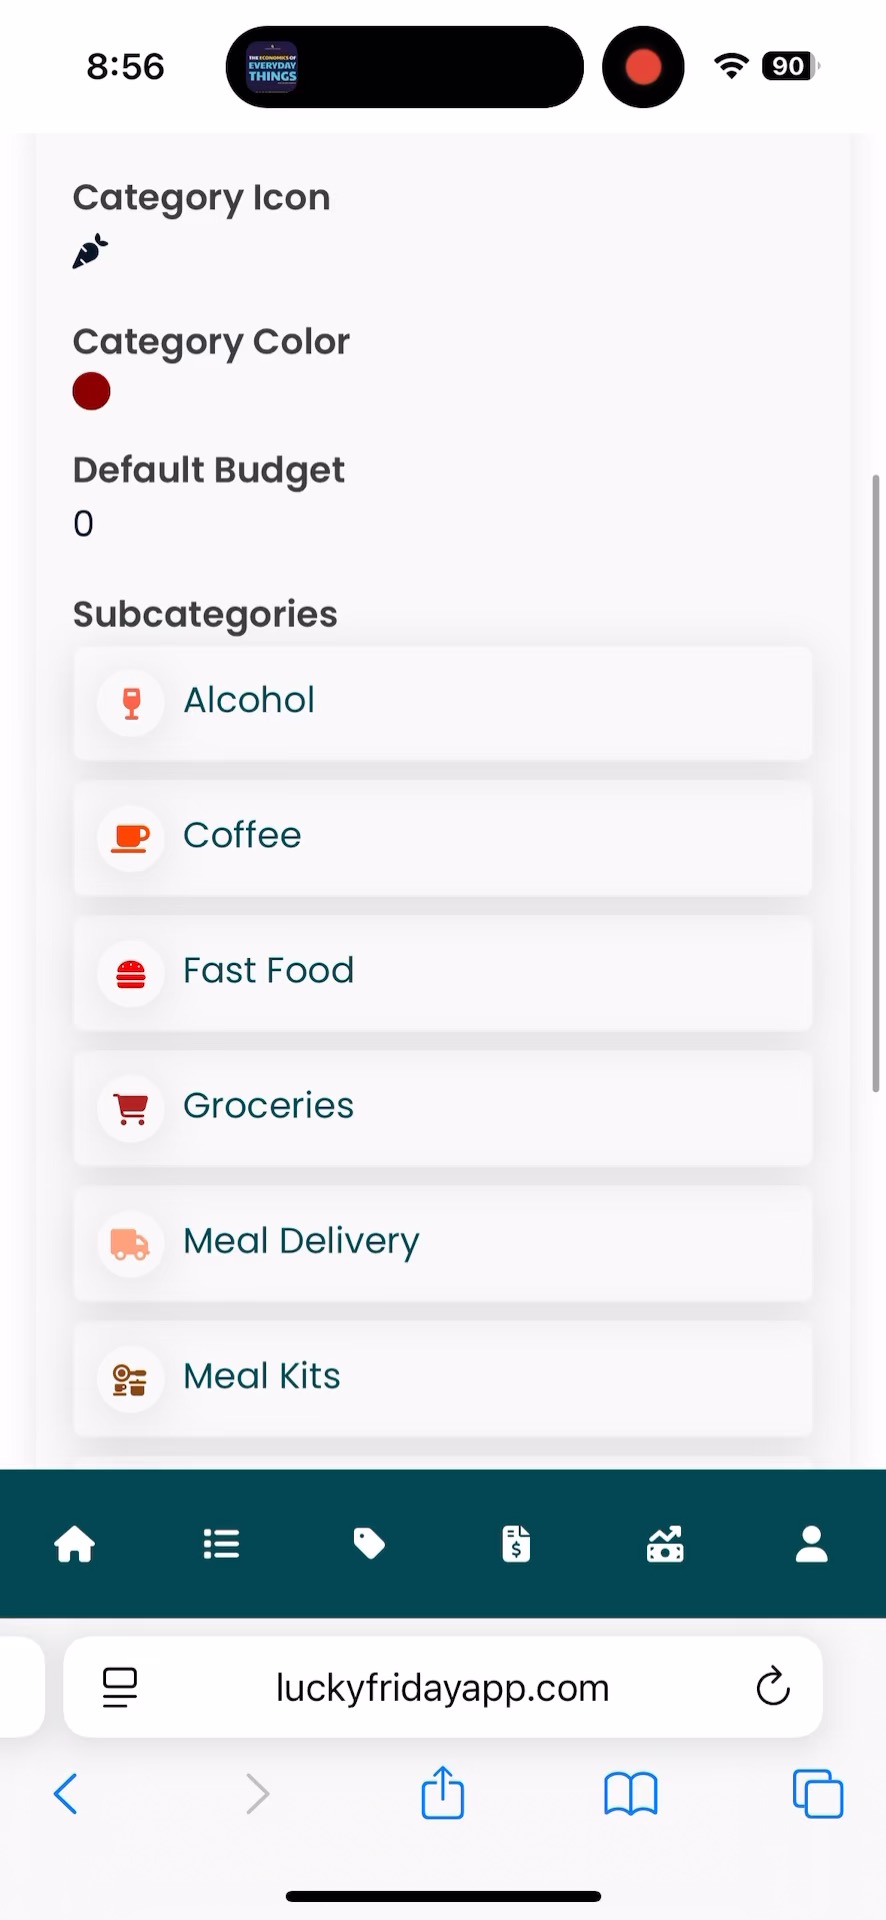 8:56
THE ECONOMICS OF
EVERYDAY
THINGS
90
Category Icon
Category Color
Default Budget
0
Subcategories
Alcohol
Coffee
Fast Food
Groceries
Meal Delivery
Meal Kits
luckyfridayapp.com